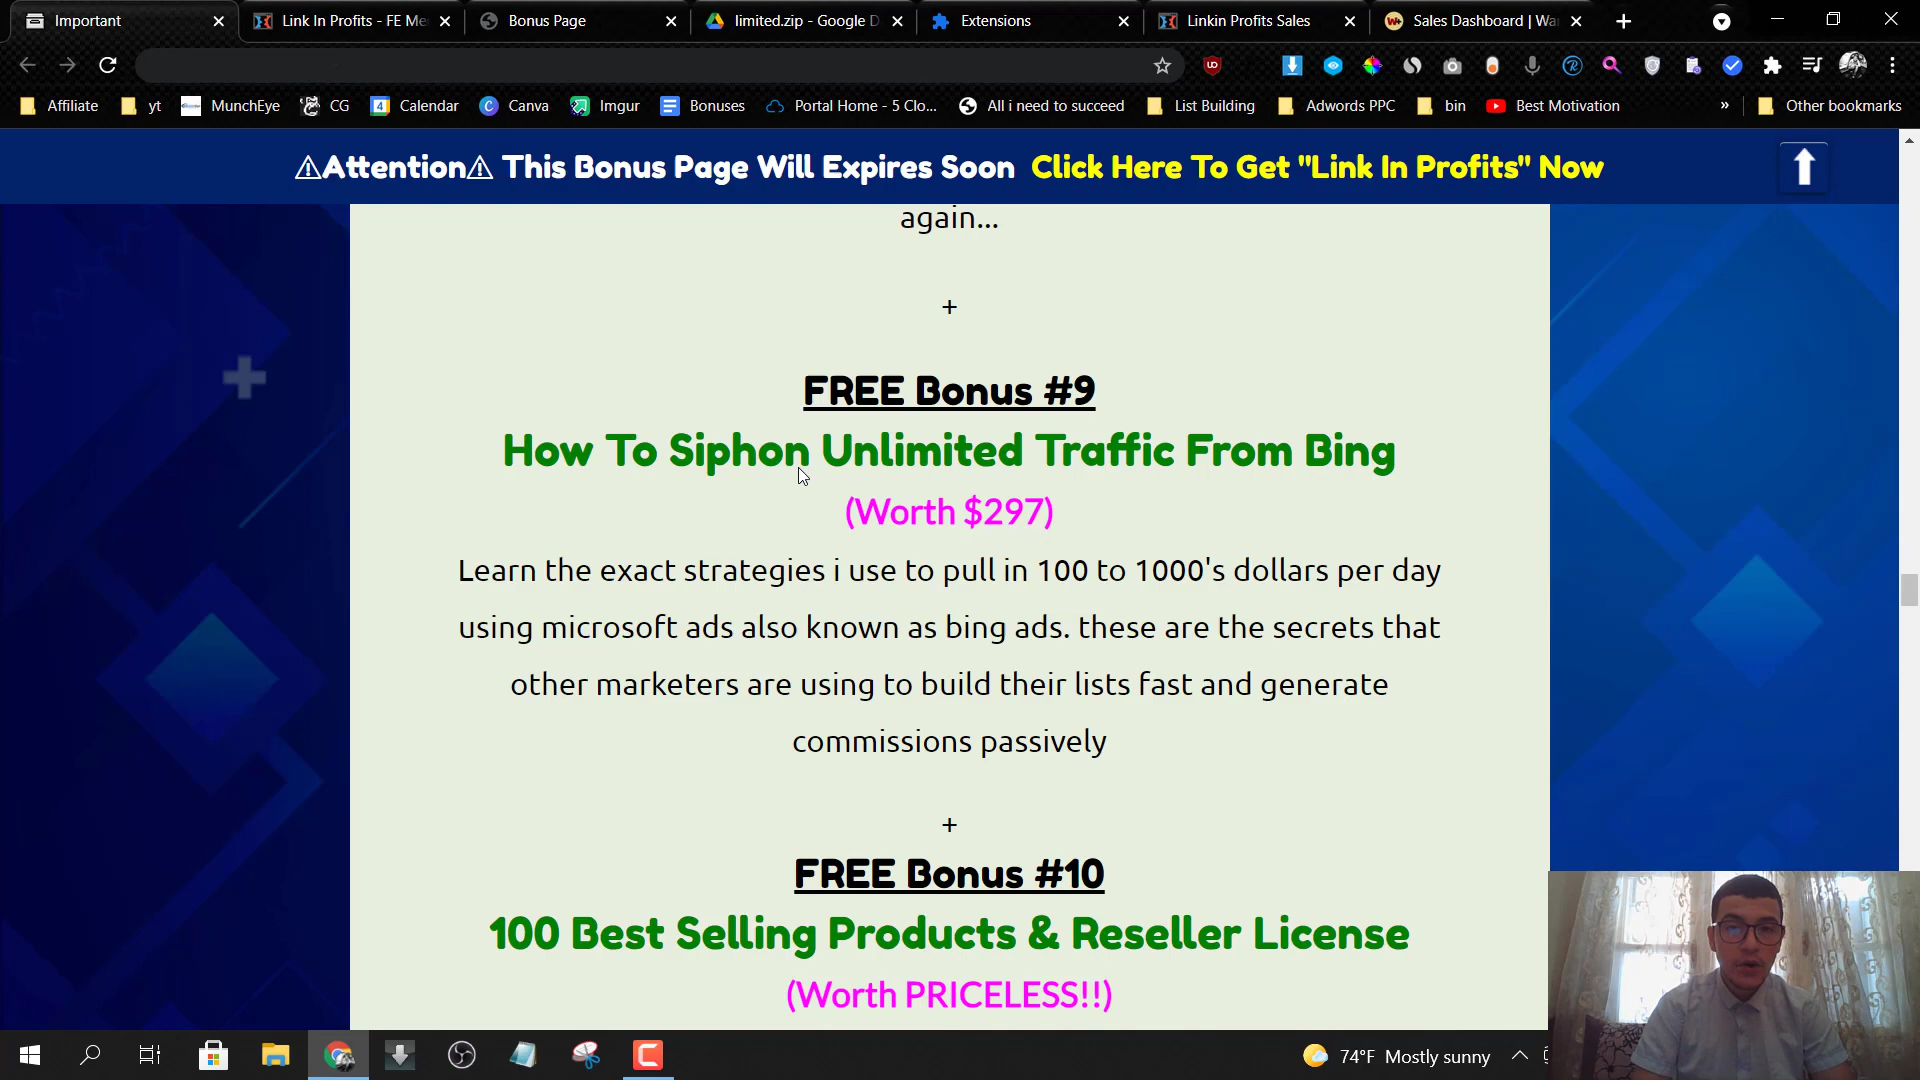 Important
Link In Profits - FE Me
Bonus Page
limited.zip - Google D
Extensions
Linkin Profits Sales
Sales Dashboard | Wa
Affiliate
yt
MunchEye
CG
Calendar
Canva
Imgur
Bonuses
Portal Home - 5 Clo...
All i need to succeed
List Building
Adwords PPC
bin
Best Motivation
»
Other bookmarks
⚠Attention⚠ This Bonus Page Will Expires Soon Click Here To Get "Link In Profits" Now
again...
+
FREE Bonus #9
How To Siphon Unlimited Traffic From Bing
(Worth $297)
Learn the exact strategies i use to pull in 100 to 1000's dollars per day
using microsoft ads also known as bing ads. these are the secrets that
other marketers are using to build their lists fast and generate
commissions passively
+
FREE Bonus #10
100 Best Selling Products & Reseller License
(Worth PRICELESS!!)
74°F Mostly sunny